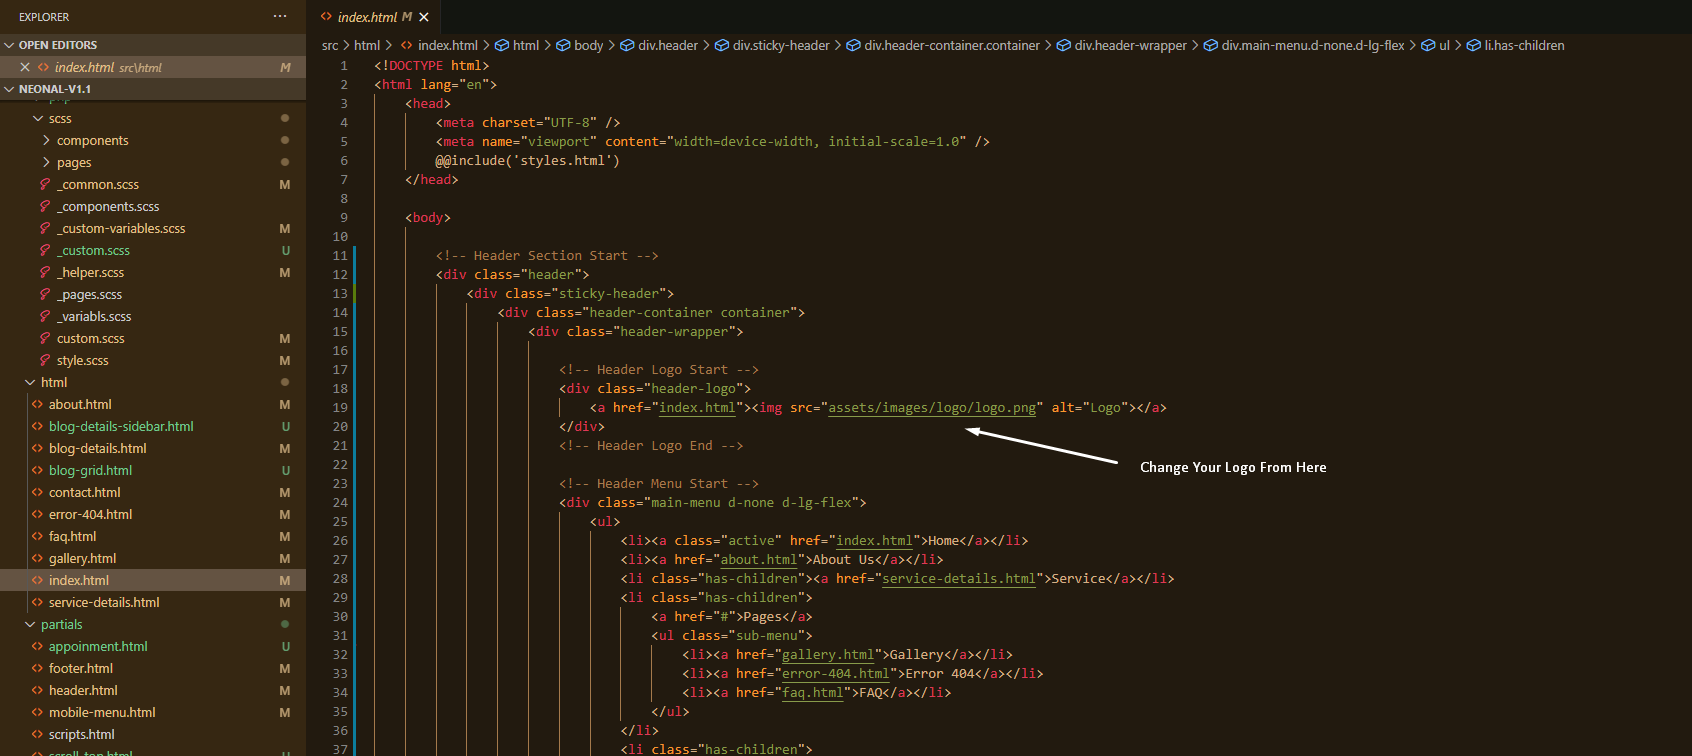 EXPLORER ···
OPEN EDITORS
index.html src\html M
NEONAL-V1.1
php
scss
components
pages
_common.scss M
_components.scss
_custom-variables.scss M
_custom.scss U
_helper.scss M
_pages.scss
_variabls.scss
custom.scss M
style.scss M
html
about.html M
blog-details-sidebar.html U
blog-details.html M
blog-grid.html U
contact.html M
error-404.html M
faq.html M
gallery.html M
index.html M
service-details.html M
partials
appoinment.html U
footer.html M
header.html M
mobile-menu.html M
scripts.html
scroll-top.html U
index.html M
src > html > index.html > html > body > div.header > div.sticky-header > div.header-container.container > div.header-wrapper > div.main-menu.d-none.d-lg-flex > ul > li.has-children
1 <!DOCTYPE html>
2 <html lang="en">
3 <head>
4 <meta charset="UTF-8" />
5 <meta name="viewport" content="width=device-width, initial-scale=1.0" />
6 @@include('styles.html')
7 </head>
8
9 <body>
10
11 <!-- Header Section Start -->
12 <div class="header">
13 <div class="sticky-header">
14 <div class="header-container container">
15 <div class="header-wrapper">
16
17 <!-- Header Logo Start -->
18 <div class="header-logo">
19 <a href="index.html"><img src="assets/images/logo/logo.png" alt="Logo"></a>
20 </div>
21 <!-- Header Logo End -->
22
Change Your Logo From Here
23 <!-- Header Menu Start -->
24 <div class="main-menu d-none d-lg-flex">
25 <ul>
26 <li><a class="active" href="index.html">Home</a></li>
27 <li><a href="about.html">About Us</a></li>
28 <li class="has-children"><a href="service-details.html">Service</a></li>
29 <li class="has-children">
30 <a href="#">Pages</a>
31 <ul class="sub-menu">
32 <li><a href="gallery.html">Gallery</a></li>
33 <li><a href="error-404.html">Error 404</a></li>
34 <li><a href="faq.html">FAQ</a></li>
35 </ul>
36 </li>
37 <li class="has-children">